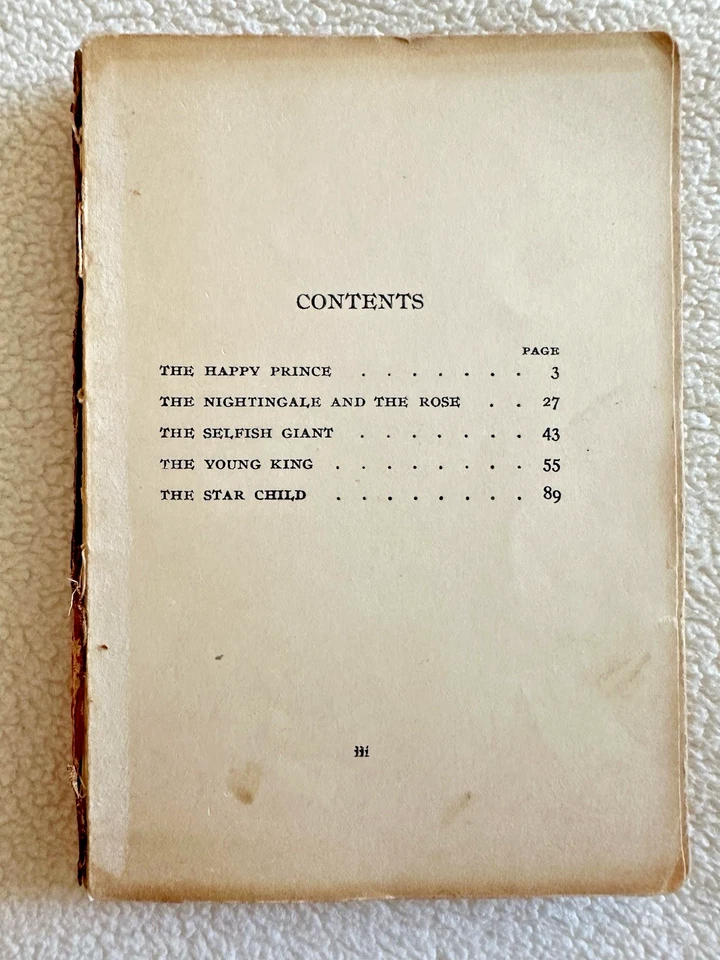 CONTENTS
PAGE
THE HAPPY PRINCE . . . . . . . 3
THE NIGHTINGALE AND THE ROSE . . 27
THE SELFISH GIANT . . . . . . . 43
THE YOUNG KING . . . . . . . . 55
THE STAR CHILD . . . . . . . . 89
iii